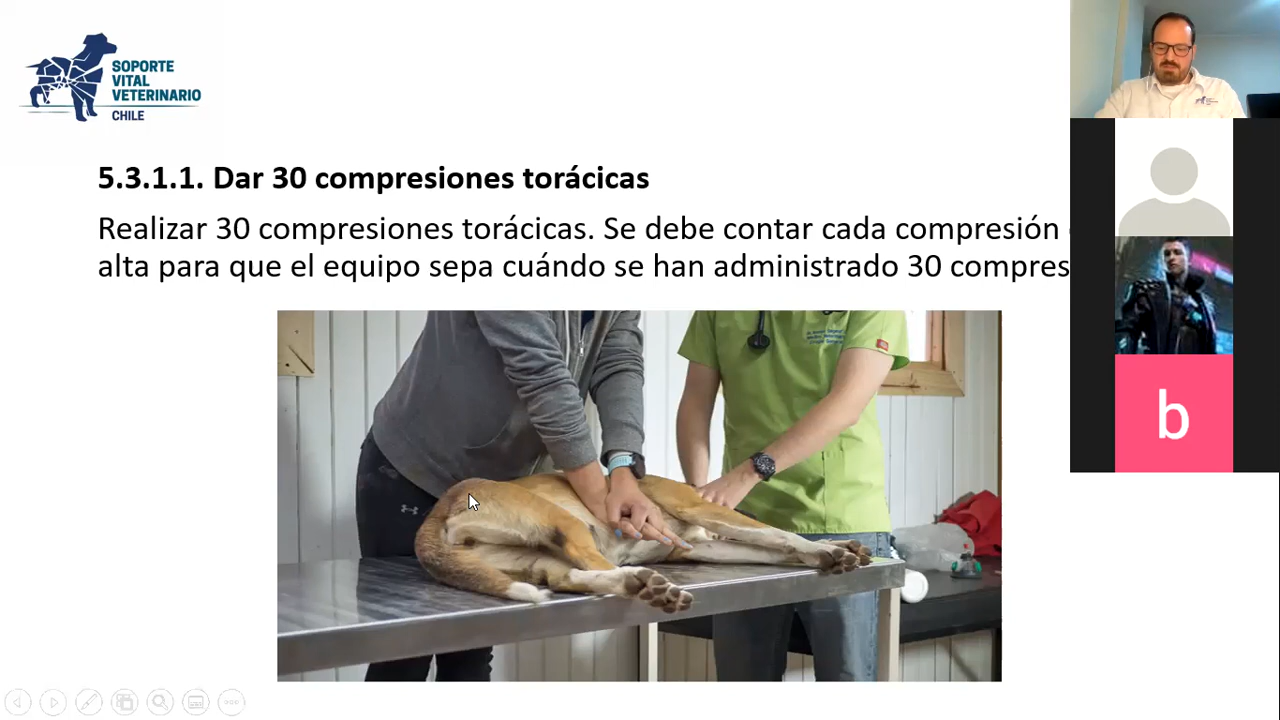 SOPORTE
VITAL
VETERINARIO
CHILE
5.3.1.1. Dar 30 compresiones torácicas
Realizar 30 compresiones torácicas. Se debe contar cada compresión
alta para que el equipo sepa cuándo se han administrado 30 compres
b